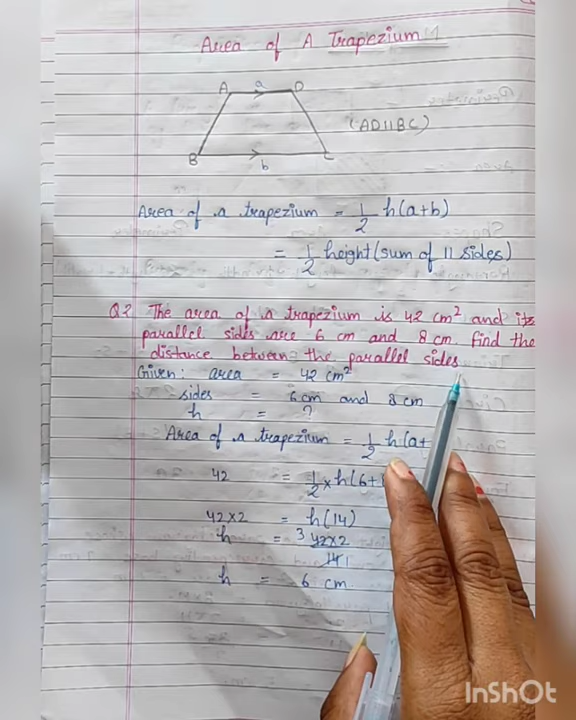 Area of A Trapezium
A a D
(AD||BC)
B b C
Area of a trapezium = 1/2 h(a+b)
= 1/2 height (sum of 11 sides)
Q2 The area of a trapezium is 42 cm² and its
parallel sides are 6 cm and 8 cm. Find the
distance between the parallel sides
Given: area = 42 cm²
sides = 6 cm and 8 cm
h = ?
Area of a trapezium = 1/2 h(a+
42 = 1/2 × h(6+
42×2 = h(14)
h = 3 42×2
14 1
h = 6 cm
InShOt